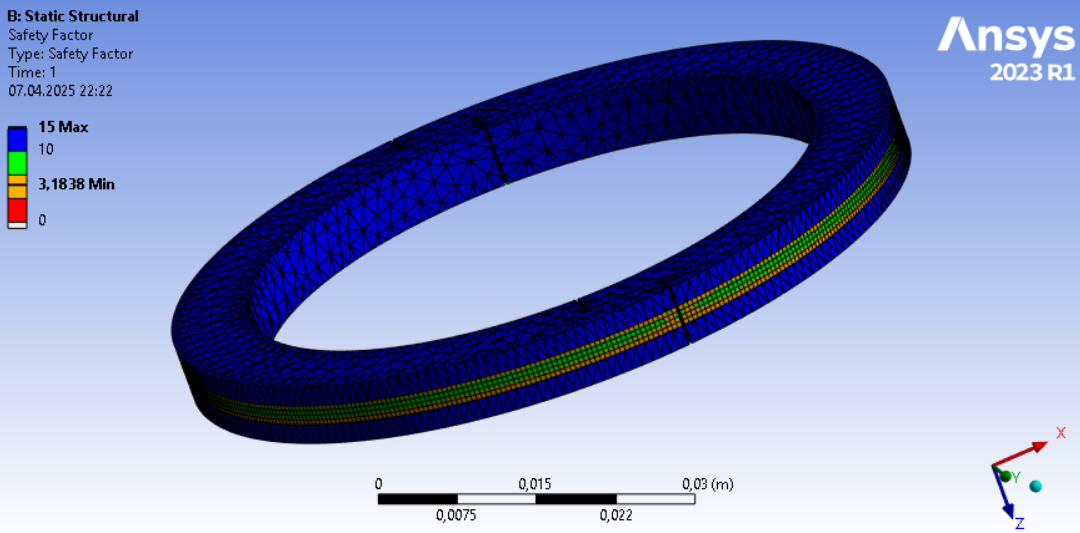 B: Static Structural
Safety Factor
Type: Safety Factor
Time: 1
07.04.2025 22:22
15 Max
10
3,1838 Min
0
Ansys
2023 R1
0
0,015
0,03 (m)
0,0075
0,022
X
Y
Z